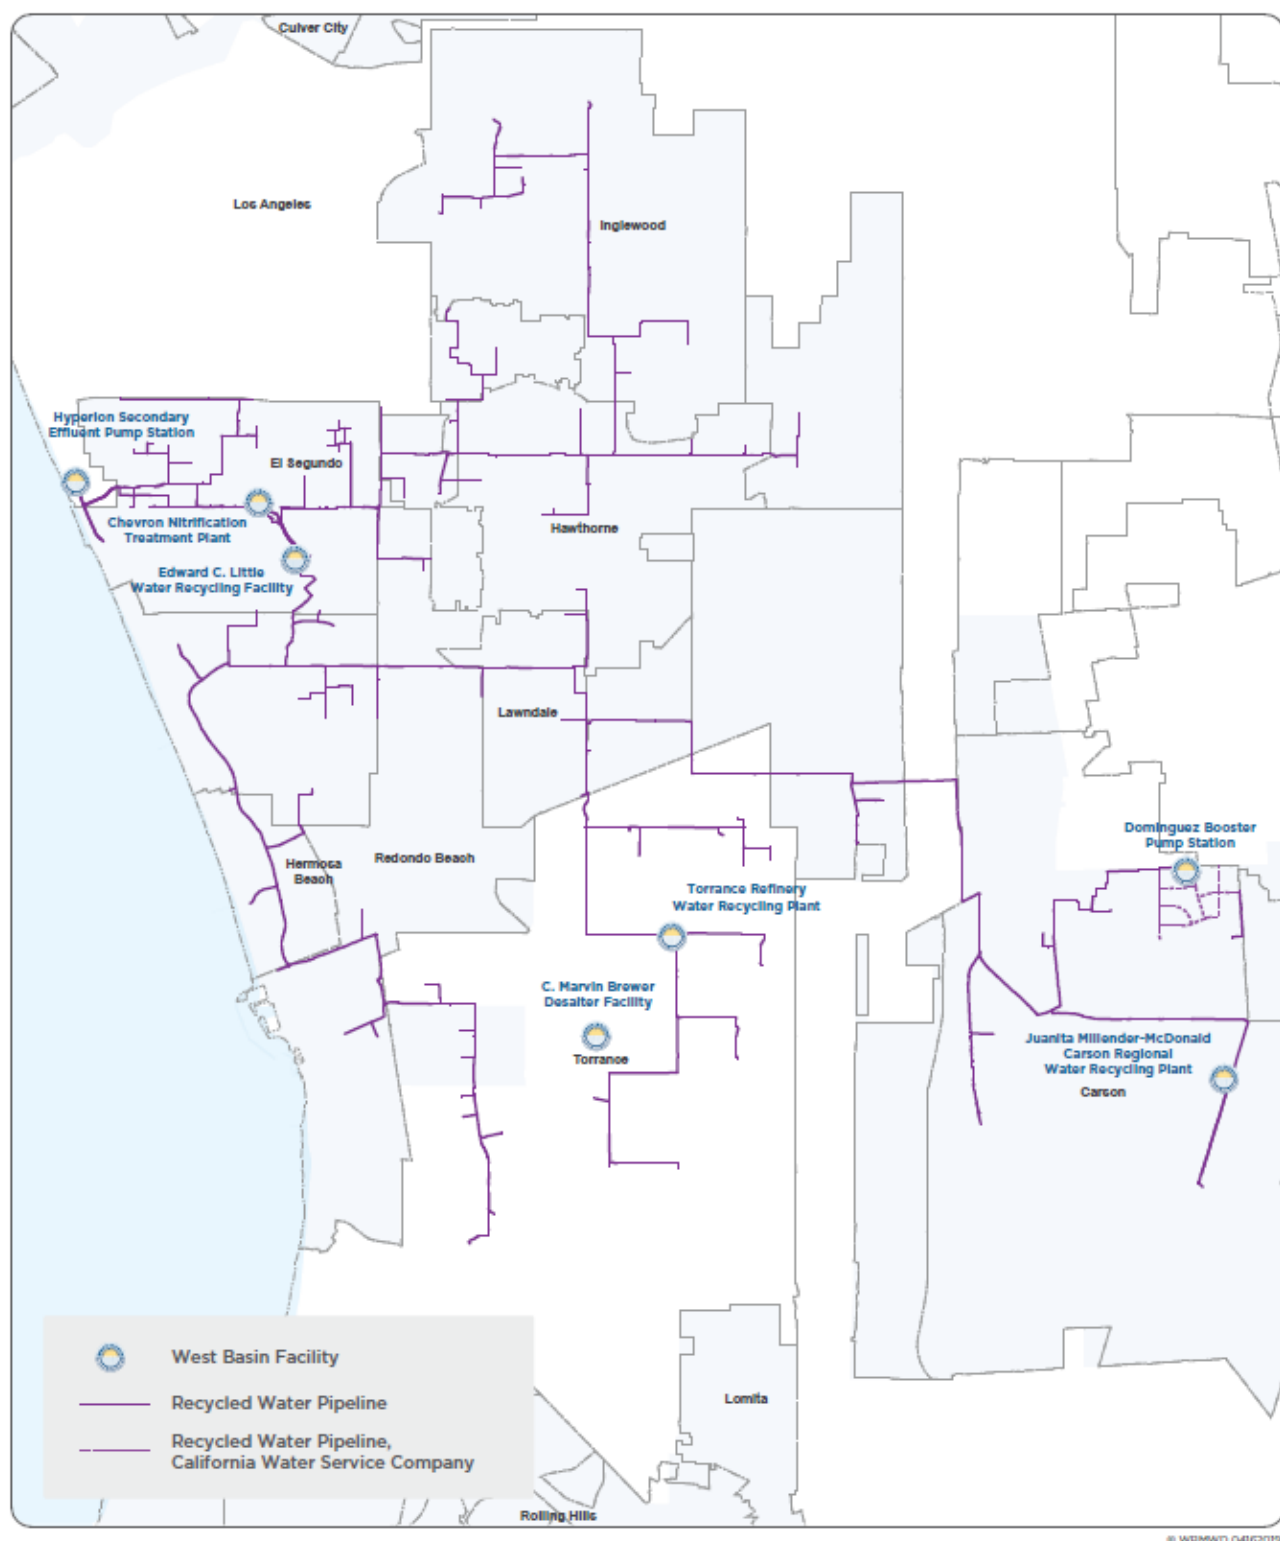 Culver City
Los Angeles
Inglewood
Hyperion Secondary
Effluent Pump Station
El Segundo
Chevron Nitrification
Treatment Plant
Hawthorne
Edward C. Little
Water Recycling Facility
Lawndale
Dominguez Booster
Pump Station
Hermosa
Beach
Redondo Beach
Torrance Refinery
Water Recycling Plant
C. Marvin Brewer
Desalter Facility
Torrance
Juanita Millender-McDonald
Carson Regional
Water Recycling Plant
Carson
West Basin Facility
Recycled Water Pipeline
Recycled Water Pipeline,
California Water Service Company
Lomita
Rolling Hills
© WBMWD 04162019